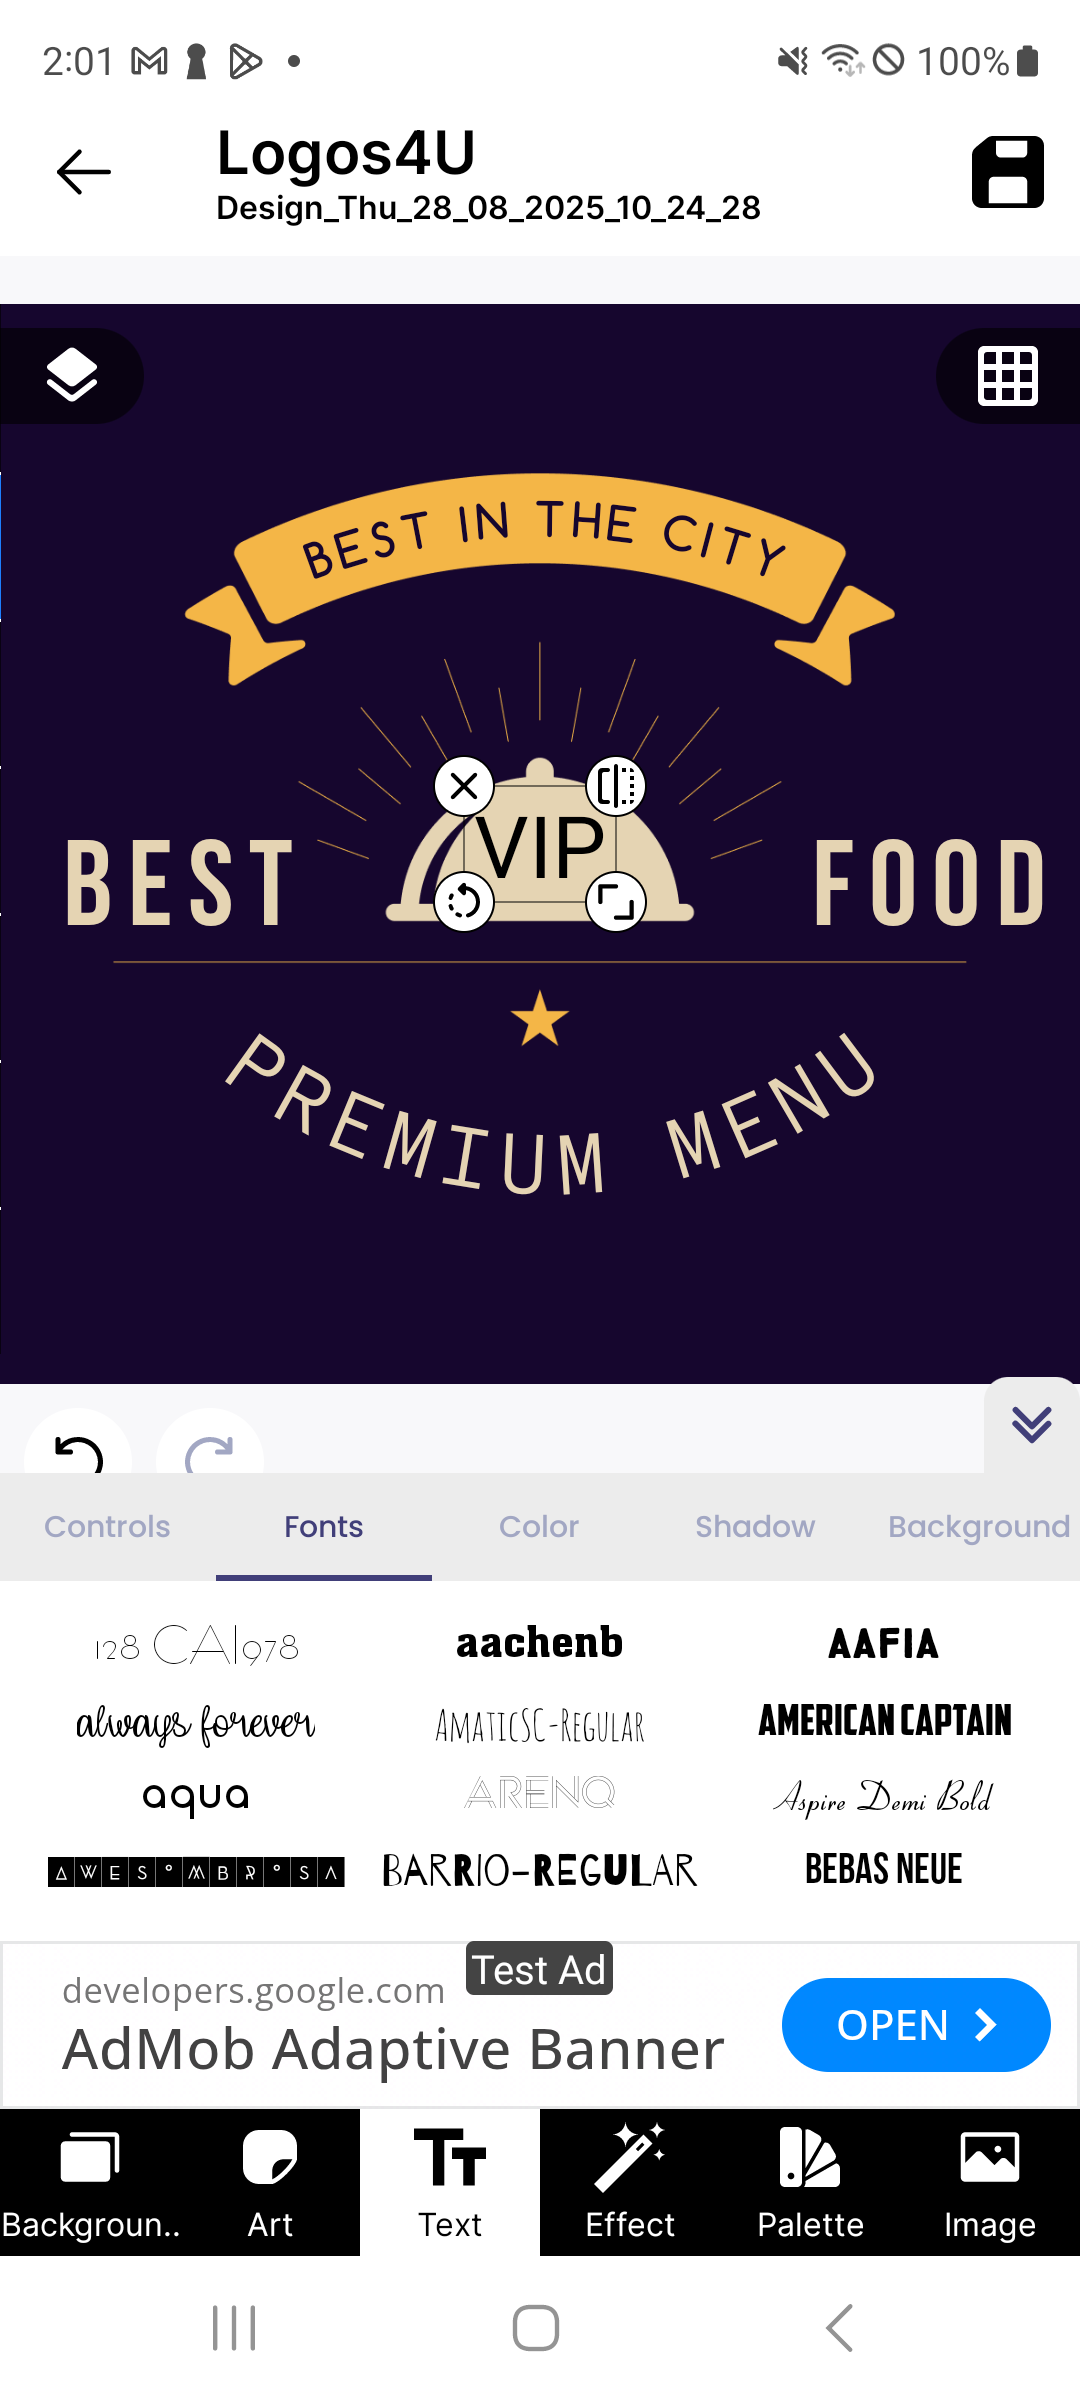 2:01
100%
Logos4U
Design_Thu_28_08_2025_10_24_28
BEST IN THE CITY
VIP
BEST FOOD
PREMIUM MENU
Controls Fonts Color Shadow Background
128 CAI978 aachenb AAFIA
always forever AmaticSC-Regular AMERICAN CAPTAIN
aqua ARENQ Aspire Demi Bold
AWESOMBROSA BARRIO-REGULAR BEBAS NEUE
Test Ad
developers.google.com
AdMob Adaptive Banner
OPEN
Backgroun.. Art Text Effect Palette Image